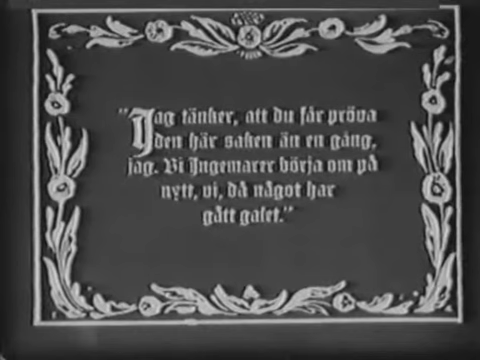 "Jag tänker, att du får pröva
den här saken än en gång,
jag. Vi Ingemarer börja om på
nytt, vi, då något har
gått galet."